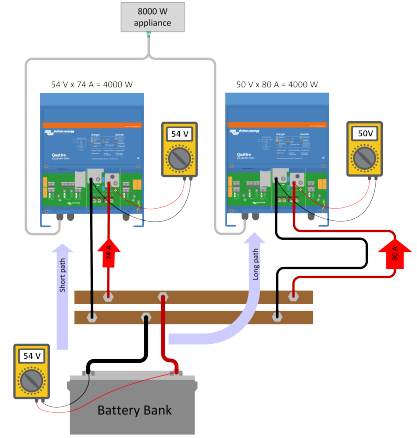 8000 W
appliance
54 V x 74 A = 4000 W
50 V x 80 A = 4000 W
54 V
50V
Quattro
Quattro
Short path
74 A
Long path
80 A
54 V
Battery Bank